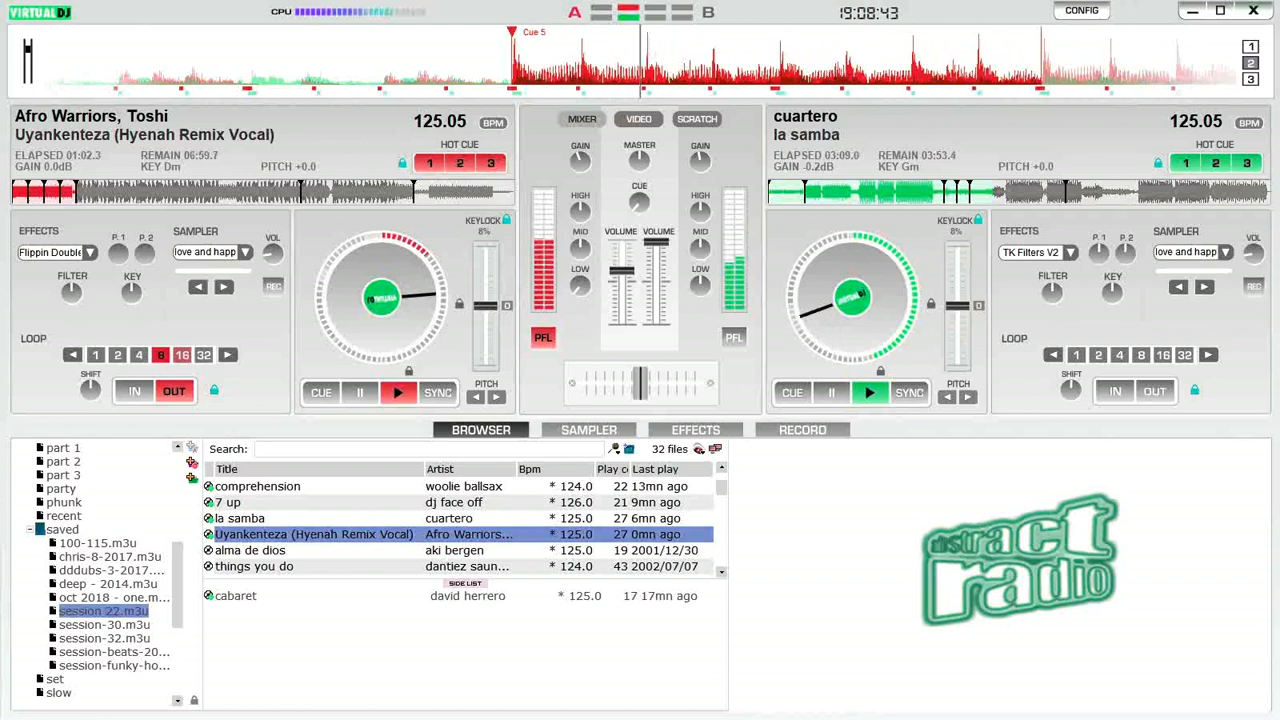 VIRTUAL DJ
CPU
A
B
19:08:43
CONFIG
Cue 5
1
2
3
Afro Warriors, Toshi
Uyankenteza (Hyenah Remix Vocal)
125.05 BPM
ELAPSED 01:02.3 REMAIN 06:59.7
GAIN 0.0dB KEY Dm PITCH +0.0
HOT CUE
1 2 3
MIXER VIDEO SCRATCH
cuartero
la samba
125.05 BPM
ELAPSED 03:09.0 REMAIN 03:53.4
GAIN -0.2dB KEY Gm PITCH +0.0
HOT CUE
1 2 3
EFFECTS P.1 P.2 SAMPLER VOL
Flippin Double love and happ
FILTER KEY REC
LOOP
1 2 4 8 16 32
SHIFT IN OUT
KEYLOCK
8%
0
CUE II SYNC PITCH
GAIN MASTER GAIN
HIGH CUE HIGH
MID VOLUME VOLUME MID
LOW LOW
PFL PFL
KEYLOCK
8%
0
CUE II SYNC PITCH
EFFECTS P.1 P.2 SAMPLER VOL
TK Filters V2 love and happ
FILTER KEY REC
LOOP
1 2 4 8 16 32
SHIFT IN OUT
BROWSER SAMPLER EFFECTS RECORD
part 1
part 2
part 3
party
phunk
recent
saved
100-115.m3u
chris-8-2017.m3u
dddubs-3-2017....
deep - 2014.m3u
oct 2018 - one.m...
session 22.m3u
session-30.m3u
session-32.m3u
session-beats-20...
session-funky-ho...
set
slow
Search: 32 files
Title Artist Bpm Play c Last play
comprehension woolie ballsax * 124.0 22 13mn ago
7 up dj face off * 126.0 21 9mn ago
la samba cuartero * 125.0 27 6mn ago
Uyankenteza (Hyenah Remix Vocal) Afro Warriors... * 125.0 27 0mn ago
alma de dios aki bergen * 125.0 19 2001/12/30
things you do dantiez saun... * 124.0 43 2002/07/07
SIDE LIST
cabaret david herrero * 125.0 17 17mn ago
abstract
radio